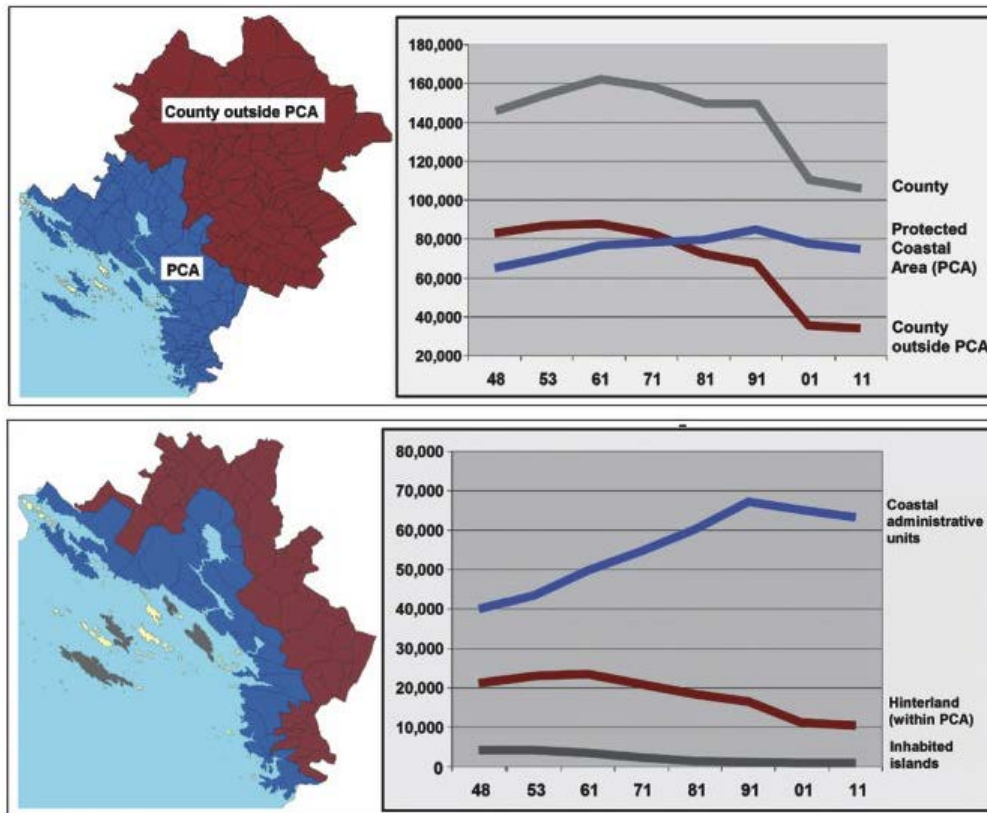 County outside PCA
PCA
180,000
160,000
140,000
120,000
100,000
80,000
60,000
40,000
20,000
48 53 61 71 81 91 01 11
County
Protected
Coastal
Area (PCA)
County
outside PCA
80,000
70,000
60,000
50,000
40,000
30,000
20,000
10,000
0
48 53 61 71 81 91 01 11
Coastal
administrative
units
Hinterland
(within PCA)
Inhabited
islands